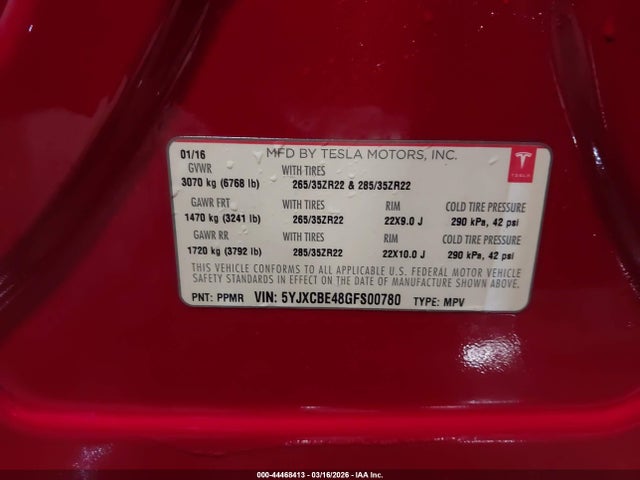 01/16 MFD BY TESLA MOTORS, INC.
GVWR WITH TIRES
3070 kg (6768 lb) 265/35ZR22 & 285/35ZR22
GAWR FRT WITH TIRES RIM COLD TIRE PRESSURE
1470 kg (3241 lb) 265/35ZR22 22X9.0 J 290 kPa, 42 psi
GAWR RR WITH TIRES RIM COLD TIRE PRESSURE
1720 kg (3792 lb) 285/35ZR22 22X10.0 J 290 kPa, 42 psi
THIS VEHICLE CONFORMS TO ALL APPLICABLE U.S. FEDERAL MOTOR VEHICLE
SAFETY STANDARDS IN EFFECT ON THE DATE OF MANUFACTURE SHOWN ABOVE.
PNT: PPMR VIN: 5YJXCBE48GFS00780 TYPE: MPV
TESLA
000-44468413 - 03/16/2026 - IAA Inc.